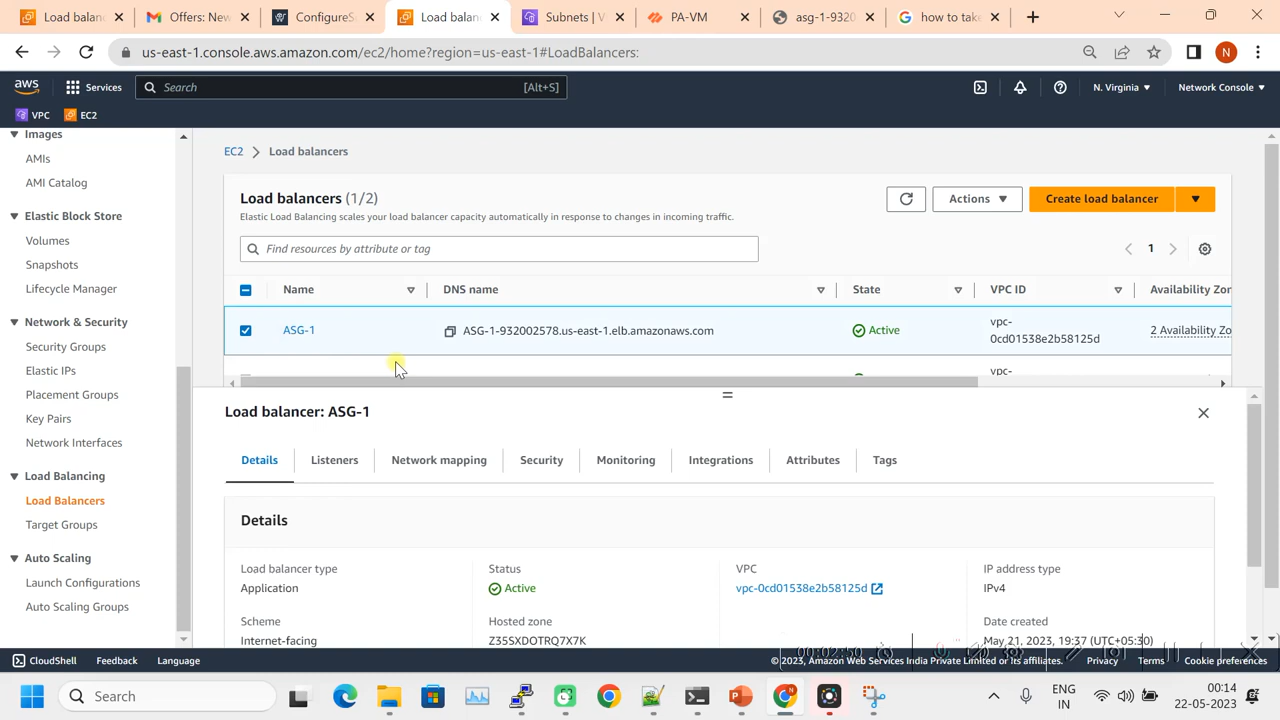 Load balan
Offers: New
ConfigureS
Load balan
Subnets | V
PA-VM
asg-1-9320
how to take
us-east-1.console.aws.amazon.com/ec2/home?region=us-east-1#LoadBalancers:
N
aws
Services
Search
[Alt+S]
N. Virginia
Network Console
VPC
EC2
Images
AMIs
AMI Catalog
Elastic Block Store
Volumes
Snapshots
Lifecycle Manager
Network & Security
Security Groups
Elastic IPs
Placement Groups
Key Pairs
Network Interfaces
Load Balancing
Load Balancers
Target Groups
Auto Scaling
Launch Configurations
Auto Scaling Groups
EC2
Load balancers
Load balancers (1/2)
Elastic Load Balancing scales your load balancer capacity automatically in response to changes in incoming traffic.
Actions
Create load balancer
Find resources by attribute or tag
1
Name
DNS name
State
VPC ID
Availability Zo
ASG-1
ASG-1-932002578.us-east-1.elb.amazonaws.com
Active
vpc-
0cd01538e2b58125d
2 Availability Zo
vpc-
Load balancer: ASG-1
Details
Listeners
Network mapping
Security
Monitoring
Integrations
Attributes
Tags
Details
Load balancer type
Application
Status
Active
VPC
vpc-0cd01538e2b58125d
IP address type
IPv4
Scheme
Internet-facing
Hosted zone
Z35SXDOTRQ7X7K
Date created
May 21, 2023, 19:37 (UTC+05:30)
00:02:50
CloudShell
Feedback
Language
© 2023, Amazon Web Services India Private Limited or its affiliates.
Privacy
Terms
Cookie preferences
Search
ENG
IN
00:14
22-05-2023